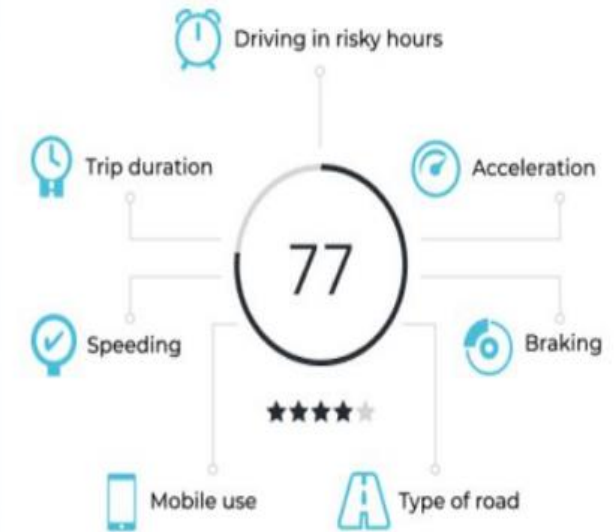 Driving in risky hours
Trip duration
Acceleration
77
Speeding
Braking
Mobile use
Type of road